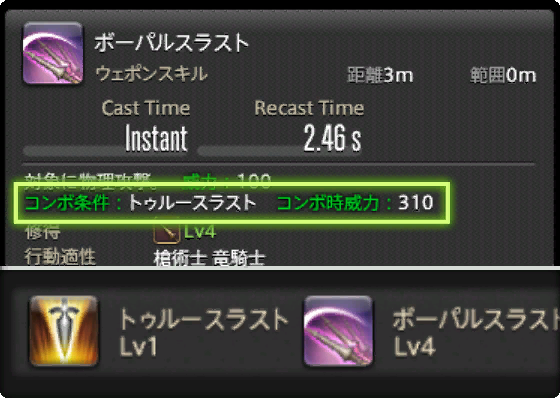 ボーパルスラスト
ウェポンスキル 距離3m 範囲0m
Cast Time Recast Time
Instant 2.46 s
対象に物理攻撃。 威力：100
コンボ条件：トゥルースラスト コンボ時威力：310
修得 Lv4
行動適性 槍術士 竜騎士
トゥルースラスト ボーパルスラスト
Lv1 Lv4